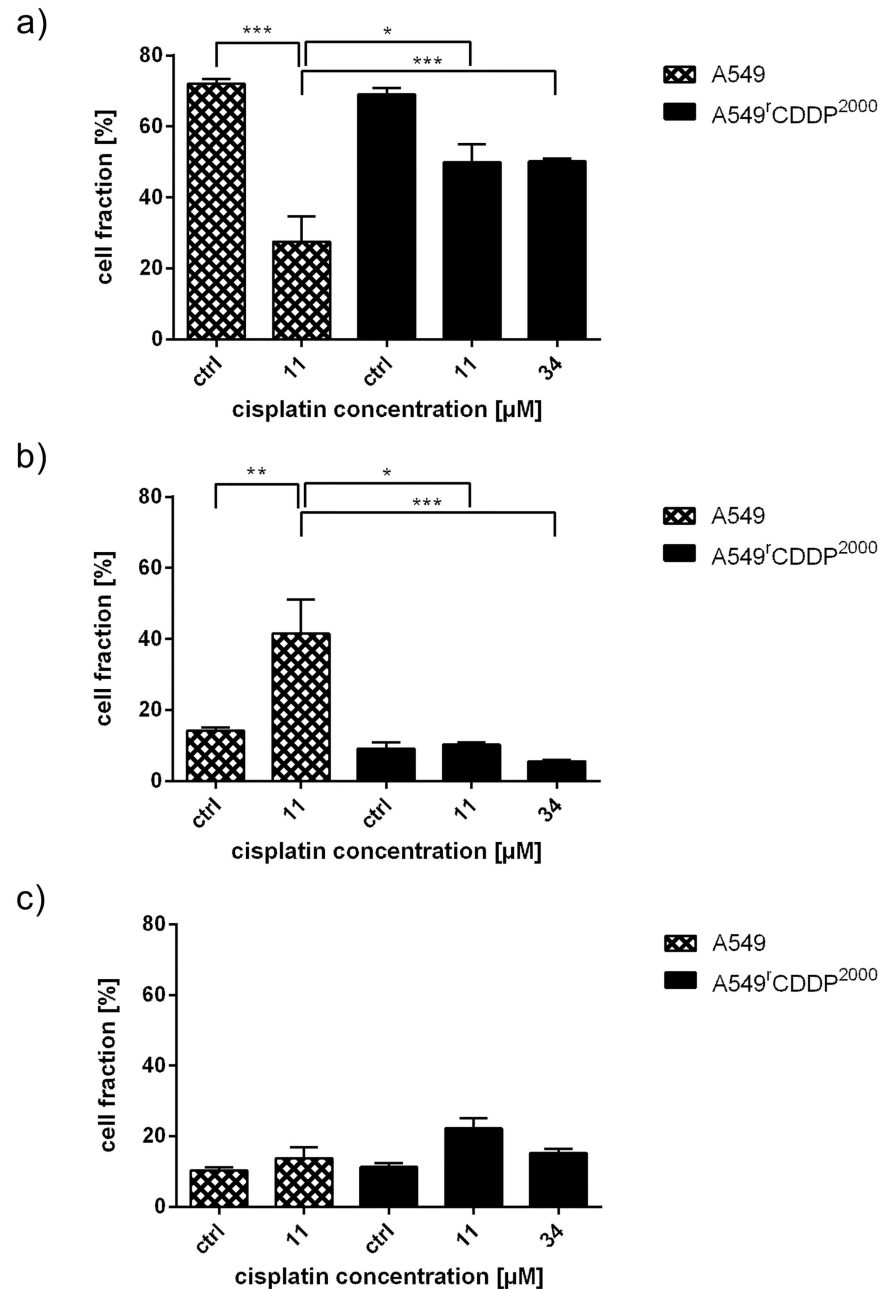 a)
*** * ***
80
60
40
20
0
cell fraction [%]
ctrl 11 ctrl 11 34
cisplatin concentration [µM]
A549
A549ʳCDDP²⁰⁰⁰
b)
** * ***
80
60
40
20
0
cell fraction [%]
ctrl 11 ctrl 11 34
cisplatin concentration [µM]
A549
A549ʳCDDP²⁰⁰⁰
c)
80
60
40
20
0
cell fraction [%]
ctrl 11 ctrl 11 34
cisplatin concentration [µM]
A549
A549ʳCDDP²⁰⁰⁰